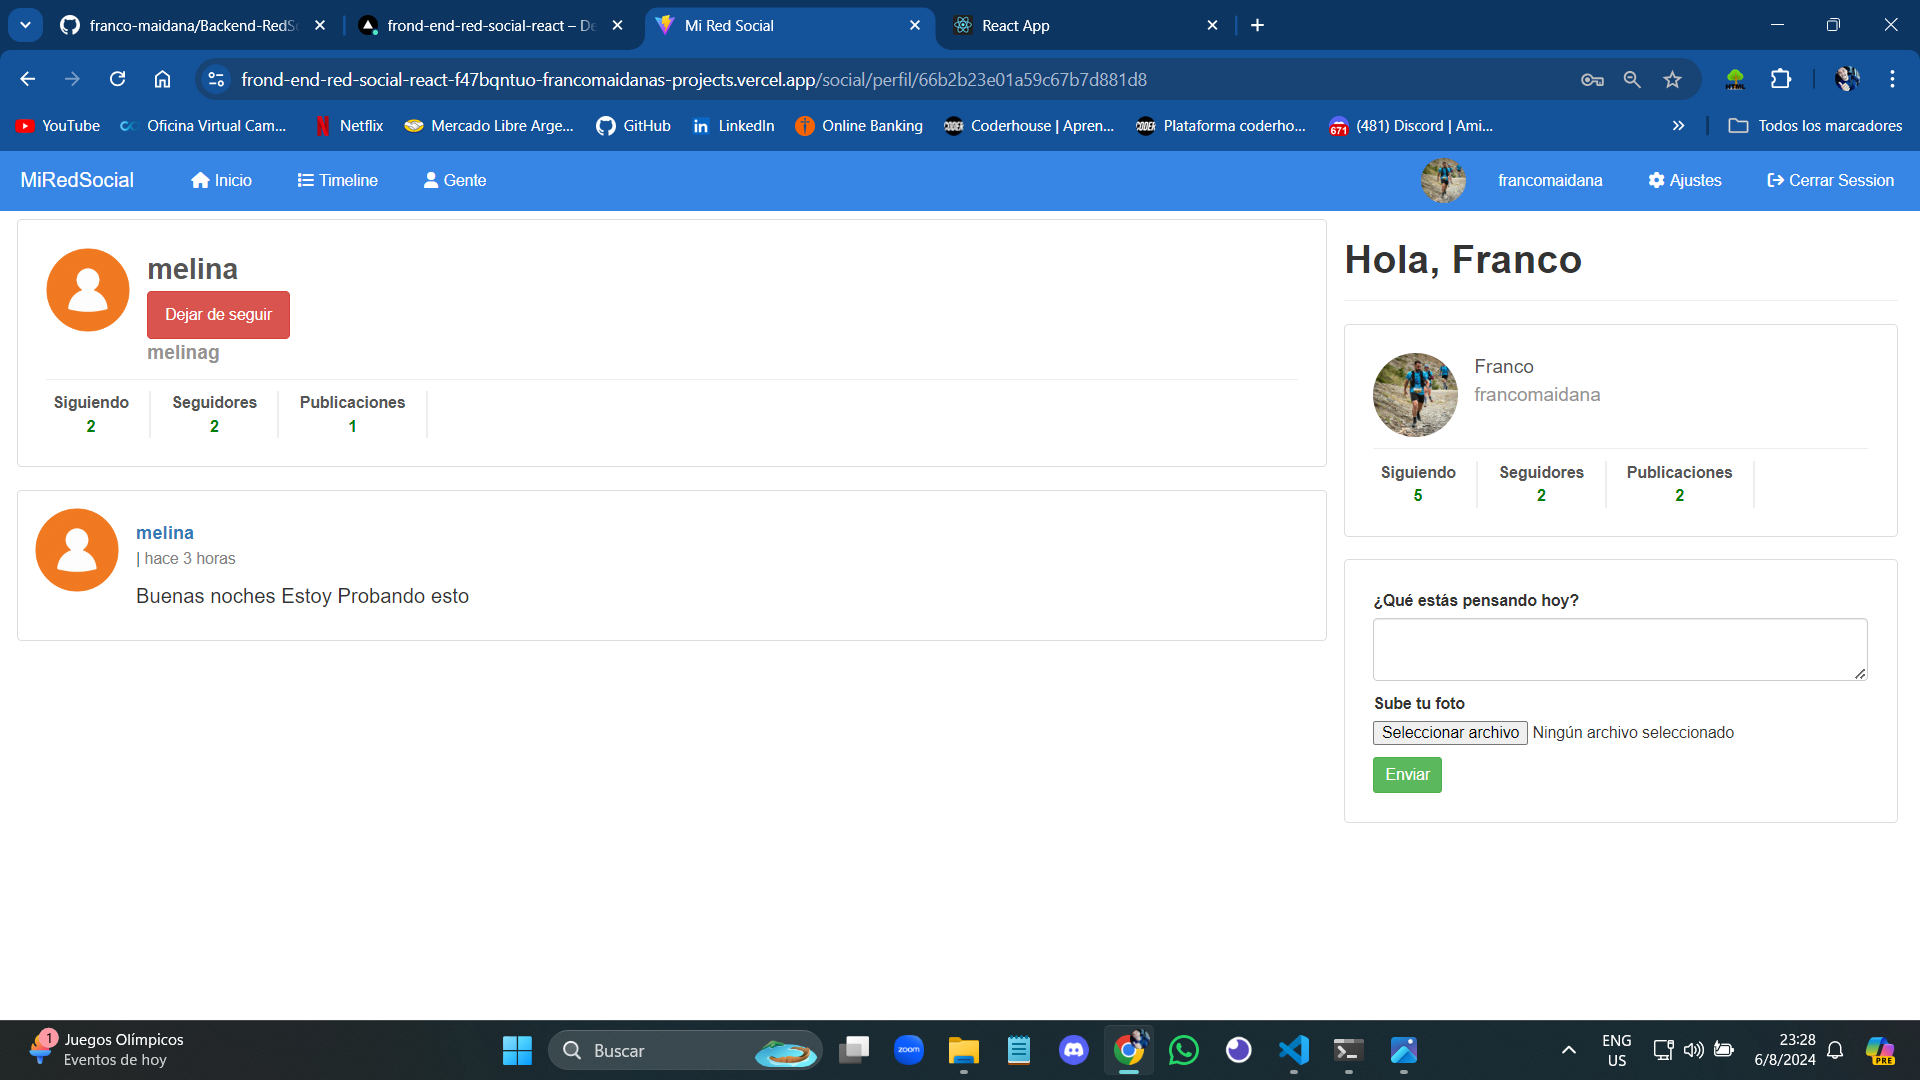 franco-maidana/Backend-RedS
frond-end-red-social-react – De
Mi Red Social
React App
frond-end-red-social-react-f47bqntuo-francomaidanas-projects.vercel.app/social/perfil/66b2b23e01a59c67b7d881d8
YouTube
Oficina Virtual Cam...
Netflix
Mercado Libre Arge...
GitHub
LinkedIn
Online Banking
Coderhouse | Apren...
Plataforma coderho...
(481) Discord | Ami...
Todos los marcadores
MiRedSocial
Inicio
Timeline
Gente
francomaidana
Ajustes
Cerrar Session
melina
Dejar de seguir
melinag
Siguiendo
2
Seguidores
2
Publicaciones
1
melina
| hace 3 horas
Buenas noches Estoy Probando esto
Hola, Franco
Franco
francomaidana
Siguiendo
5
Seguidores
2
Publicaciones
2
¿Qué estás pensando hoy?
Sube tu foto
Seleccionar archivo Ningún archivo seleccionado
Enviar
1
Juegos Olímpicos
Eventos de hoy
Buscar
zoom
ENG
US
23:28
6/8/2024
PRE